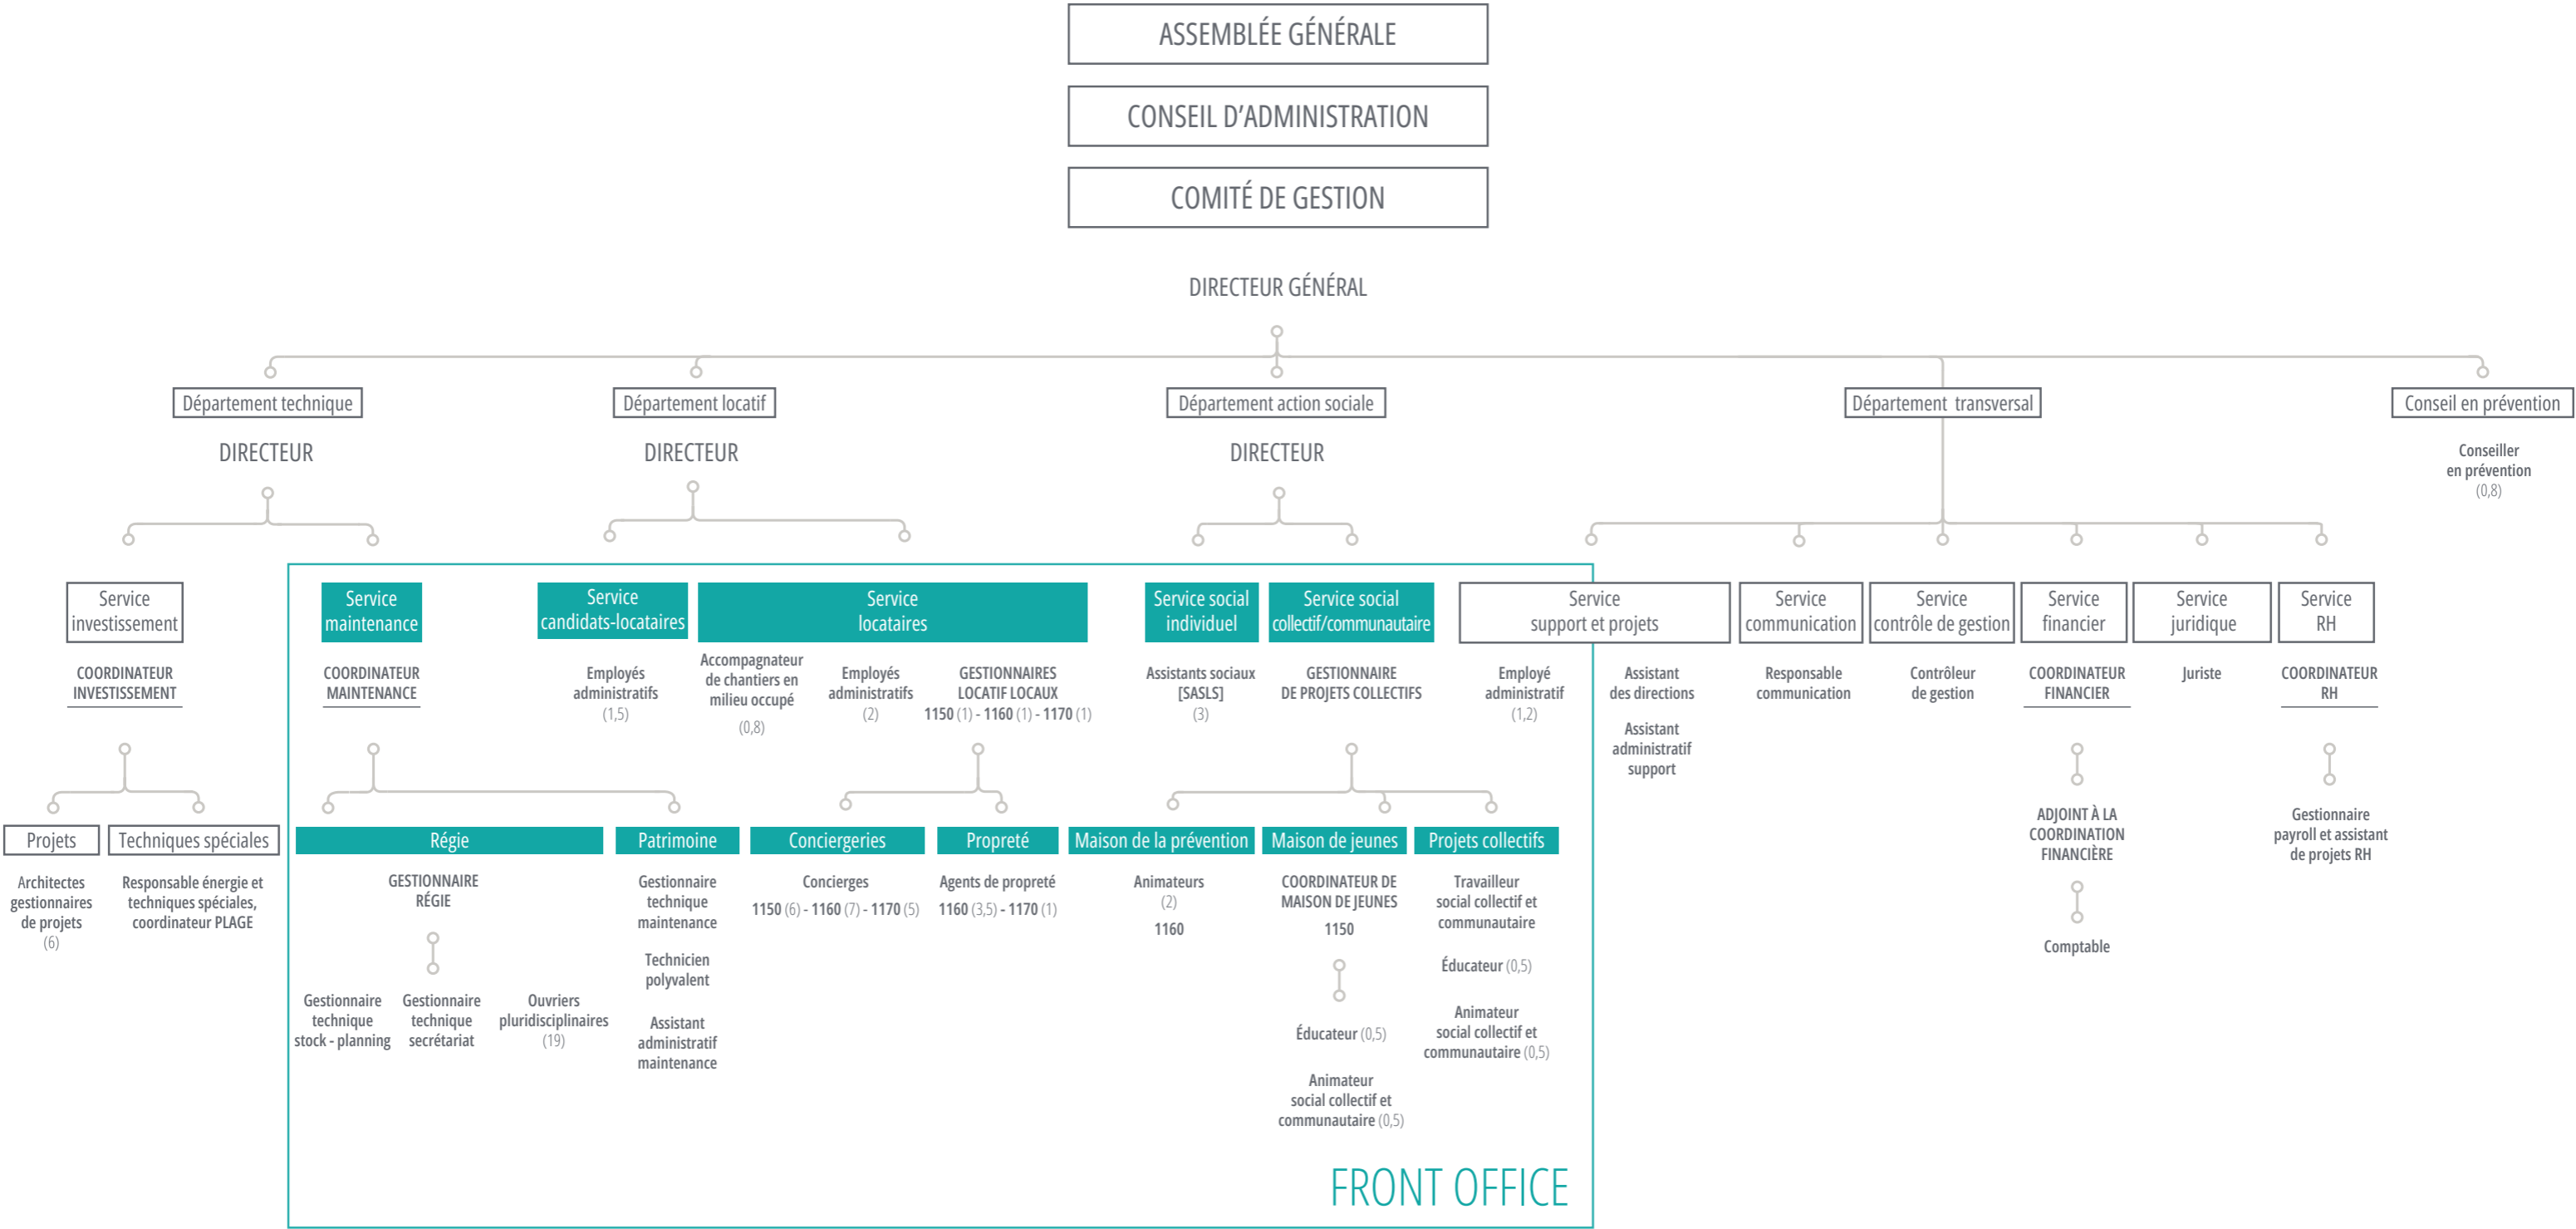 ASSEMBLÉE GÉNÉRALE
CONSEIL D'ADMINISTRATION
COMITÉ DE GESTION
DIRECTEUR GÉNÉRAL
Département technique
DIRECTEUR
Département locatif
DIRECTEUR
Département action sociale
DIRECTEUR
Département transversal
Conseil en prévention
Conseiller
en prévention
(0,8)
Service
investissement
COORDINATEUR
INVESTISSEMENT
Service
maintenance
COORDINATEUR
MAINTENANCE
Service
candidats-locataires
Employés
administratifs
(1,5)
Service
locataires
Accompagnateur
de chantiers en
milieu occupé
(0,8)
Employés
administratifs
(2)
GESTIONNAIRES
LOCATIF LOCAUX
1150 (1) - 1160 (1) - 1170 (1)
Service social
individuel
Assistants sociaux
[SASLS]
(3)
Service social
collectif/communautaire
GESTIONNAIRE
DE PROJETS COLLECTIFS
Service
support et projets
Employé
administratif
(1,2)
Assistant
des directions
Assistant
administratif
support
Service
communication
Responsable
communication
Service
contrôle de gestion
Contrôleur
de gestion
Service
financier
COORDINATEUR
FINANCIER
Service
juridique
Juriste
Service
RH
COORDINATEUR
RH
Projets
Architectes
gestionnaires
de projets
(6)
Techniques spéciales
Responsable énergie et
techniques spéciales,
coordinateur PLAGE
Régie
GESTIONNAIRE
RÉGIE
Gestionnaire
technique
stock - planning
Gestionnaire
technique
secrétariat
Ouvriers
pluridisciplinaires
(19)
Patrimoine
Gestionnaire
technique
maintenance
Technicien
polyvalent
Assistant
administratif
maintenance
Conciergeries
Concierges
1150 (6) - 1160 (7) - 1170 (5)
Propreté
Agents de propreté
1160 (3,5) - 1170 (1)
Maison de la prévention
Animateurs
(2)
1160
Maison de jeunes
COORDINATEUR DE
MAISON DE JEUNES
1150
Éducateur (0,5)
Animateur
social collectif et
communautaire (0,5)
Projets collectifs
Travailleur
social collectif et
communautaire
Éducateur (0,5)
Animateur
social collectif et
communautaire (0,5)
ADJOINT À LA
COORDINATION
FINANCIÈRE
Comptable
Gestionnaire
payroll et assistant
de projets RH
FRONT OFFICE